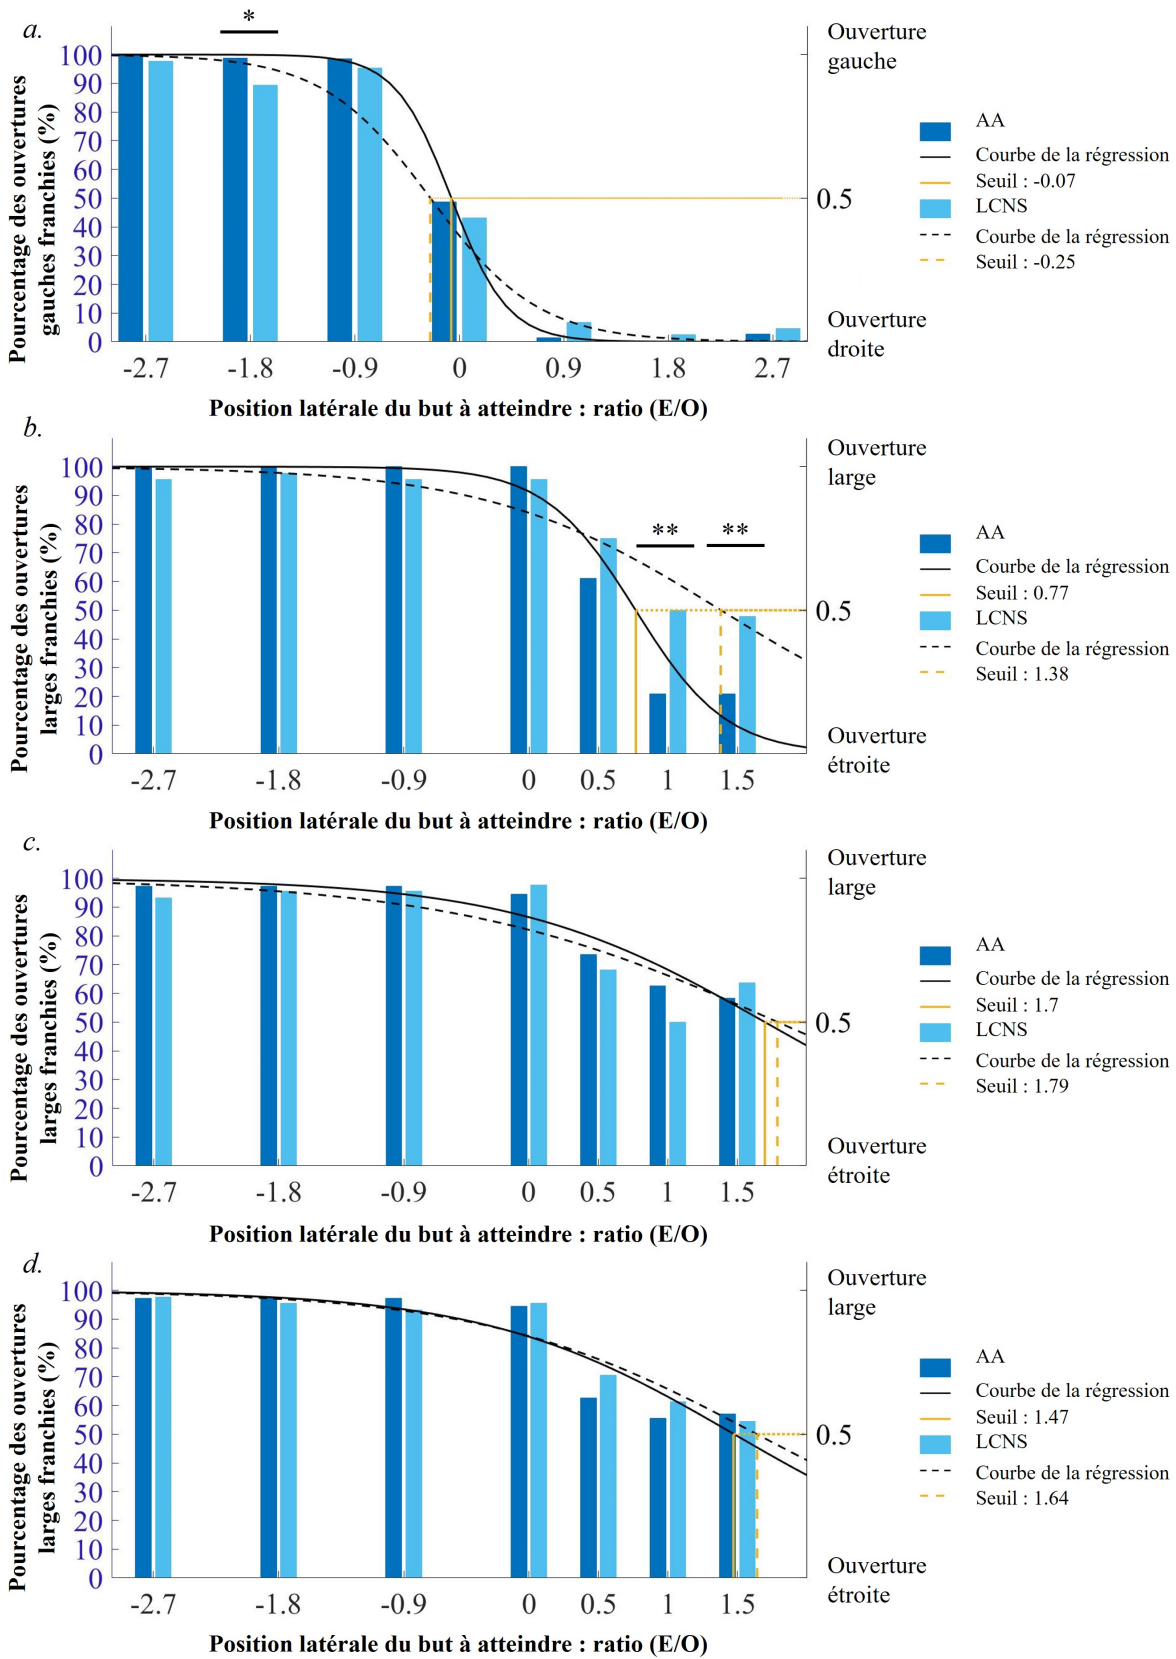 a.
*
Ouverture
gauche
100
90
80
70
60
50
40
30
20
10
0
Pourcentage des ouvertures
gauches franchies (%)
0.5
Ouverture
droite
-2.7 -1.8 -0.9 0 0.9 1.8 2.7
Position latérale du but à atteindre : ratio (E/O)
AA
Courbe de la régression
Seuil : -0.07
LCNS
Courbe de la régression
Seuil : -0.25
b.
** **
Ouverture
large
100
90
80
70
60
50
40
30
20
10
0
Pourcentage des ouvertures
larges franchies (%)
0.5
Ouverture
étroite
-2.7 -1.8 -0.9 0 0.5 1 1.5
Position latérale du but à atteindre : ratio (E/O)
AA
Courbe de la régression
Seuil : 0.77
LCNS
Courbe de la régression
Seuil : 1.38
c.
Ouverture
large
100
90
80
70
60
50
40
30
20
10
0
Pourcentage des ouvertures
larges franchies (%)
0.5
Ouverture
étroite
-2.7 -1.8 -0.9 0 0.5 1 1.5
Position latérale du but à atteindre : ratio (E/O)
AA
Courbe de la régression
Seuil : 1.7
LCNS
Courbe de la régression
Seuil : 1.79
d.
Ouverture
large
100
90
80
70
60
50
40
30
20
10
0
Pourcentage des ouvertures
larges franchies (%)
0.5
Ouverture
étroite
-2.7 -1.8 -0.9 0 0.5 1 1.5
Position latérale du but à atteindre : ratio (E/O)
AA
Courbe de la régression
Seuil : 1.47
LCNS
Courbe de la régression
Seuil : 1.64